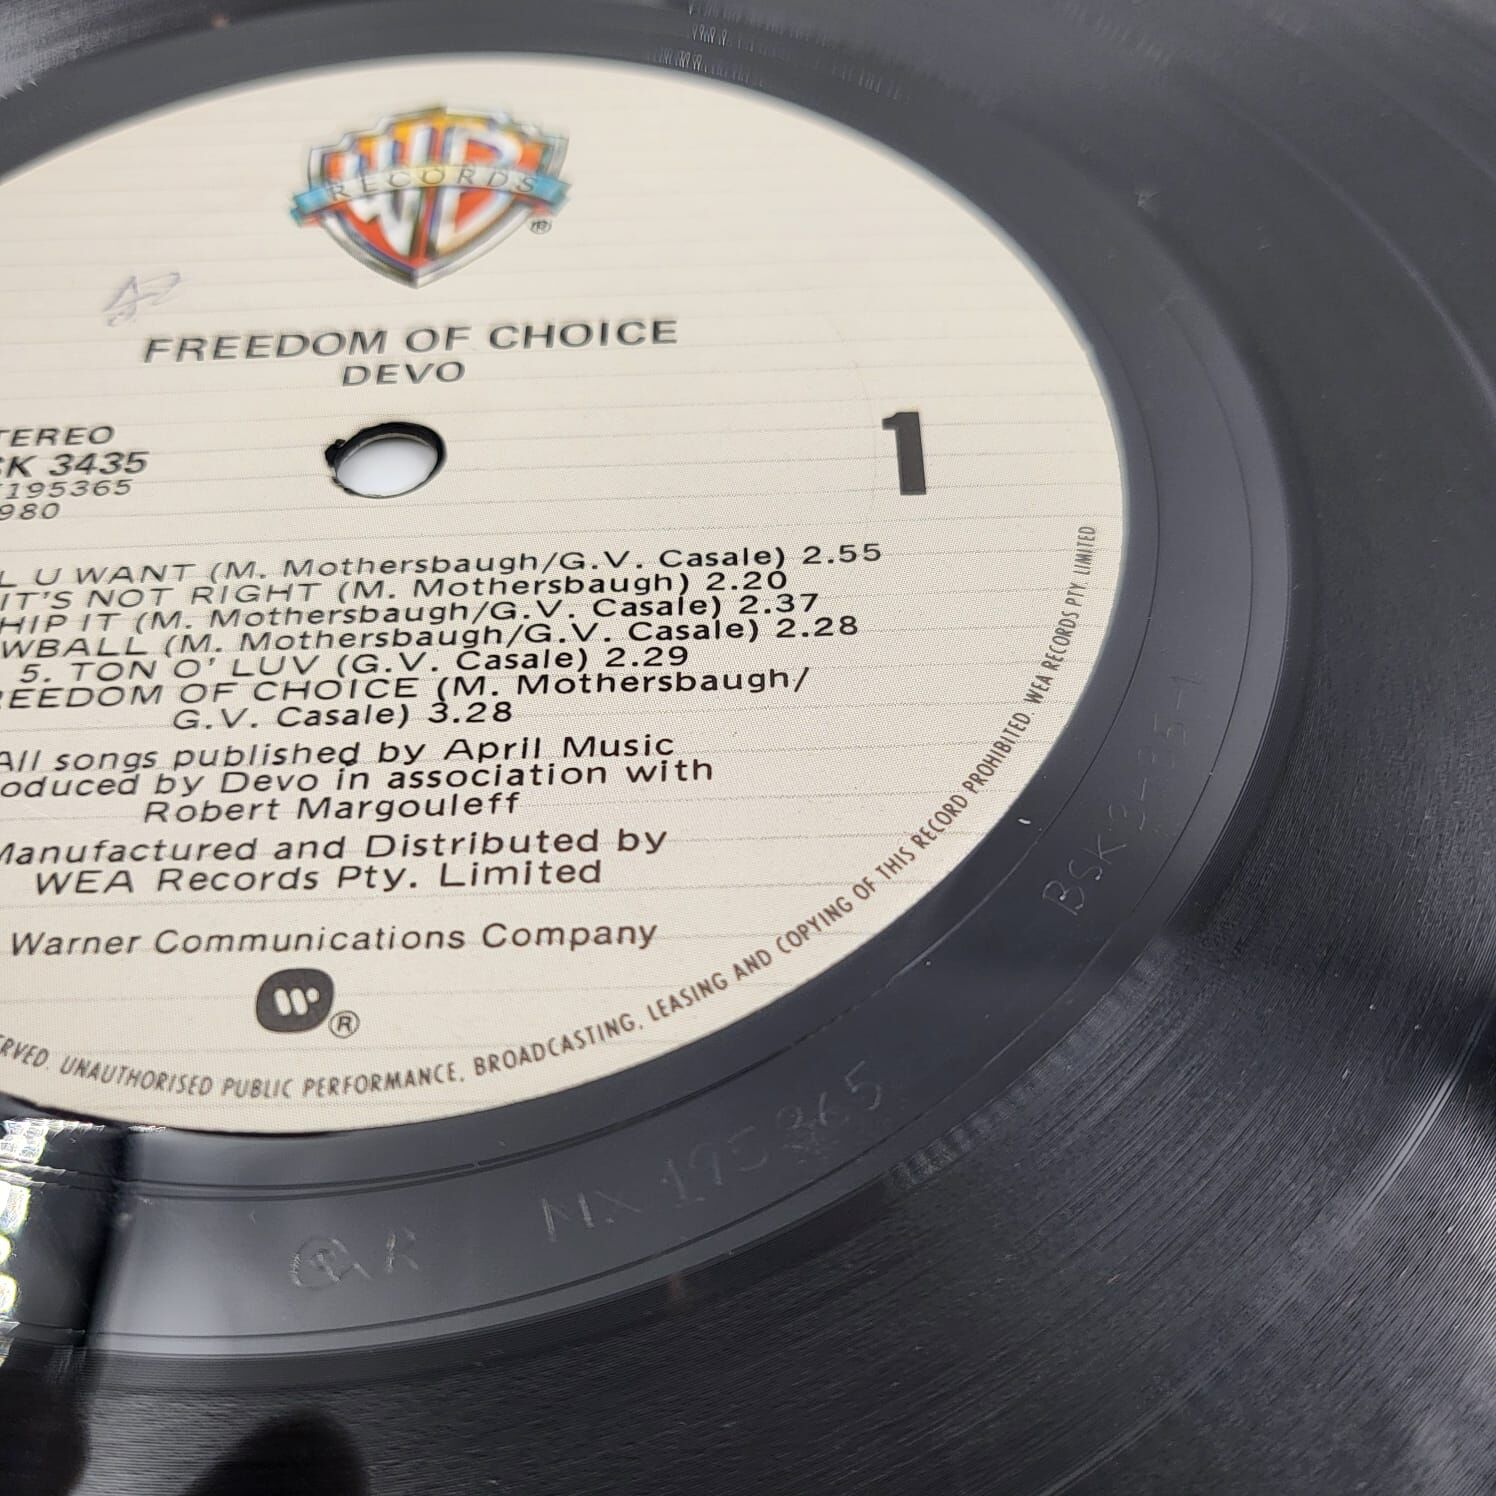 WB
RECORDS
®
FREEDOM OF CHOICE
DEVO
1
TEREO
SK 3435
195365
980
L U WANT (M. Mothersbaugh/G.V. Casale) 2.55
IT'S NOT RIGHT (M. Mothersbaugh) 2.20
HIP IT (M. Mothersbaugh/G.V. Casale) 2.37
WBALL (M. Mothersbaugh/G.V. Casale) 2.28
5. TON O' LUV (G.V. Casale) 2.29
REEDOM OF CHOICE (M. Mothersbaugh/
G.V. Casale) 3.28
All songs published by April Music
oduced by Devo in association with
Robert Margouleff
Manufactured and Distributed by
WEA Records Pty. Limited
Warner Communications Company
®
RVED. UNAUTHORISED PUBLIC PERFORMANCE, BROADCASTING, LEASING AND COPYING OF THIS RECORD PROHIBITED. WEA RECORDS PTY. LIMITED
MX 195365